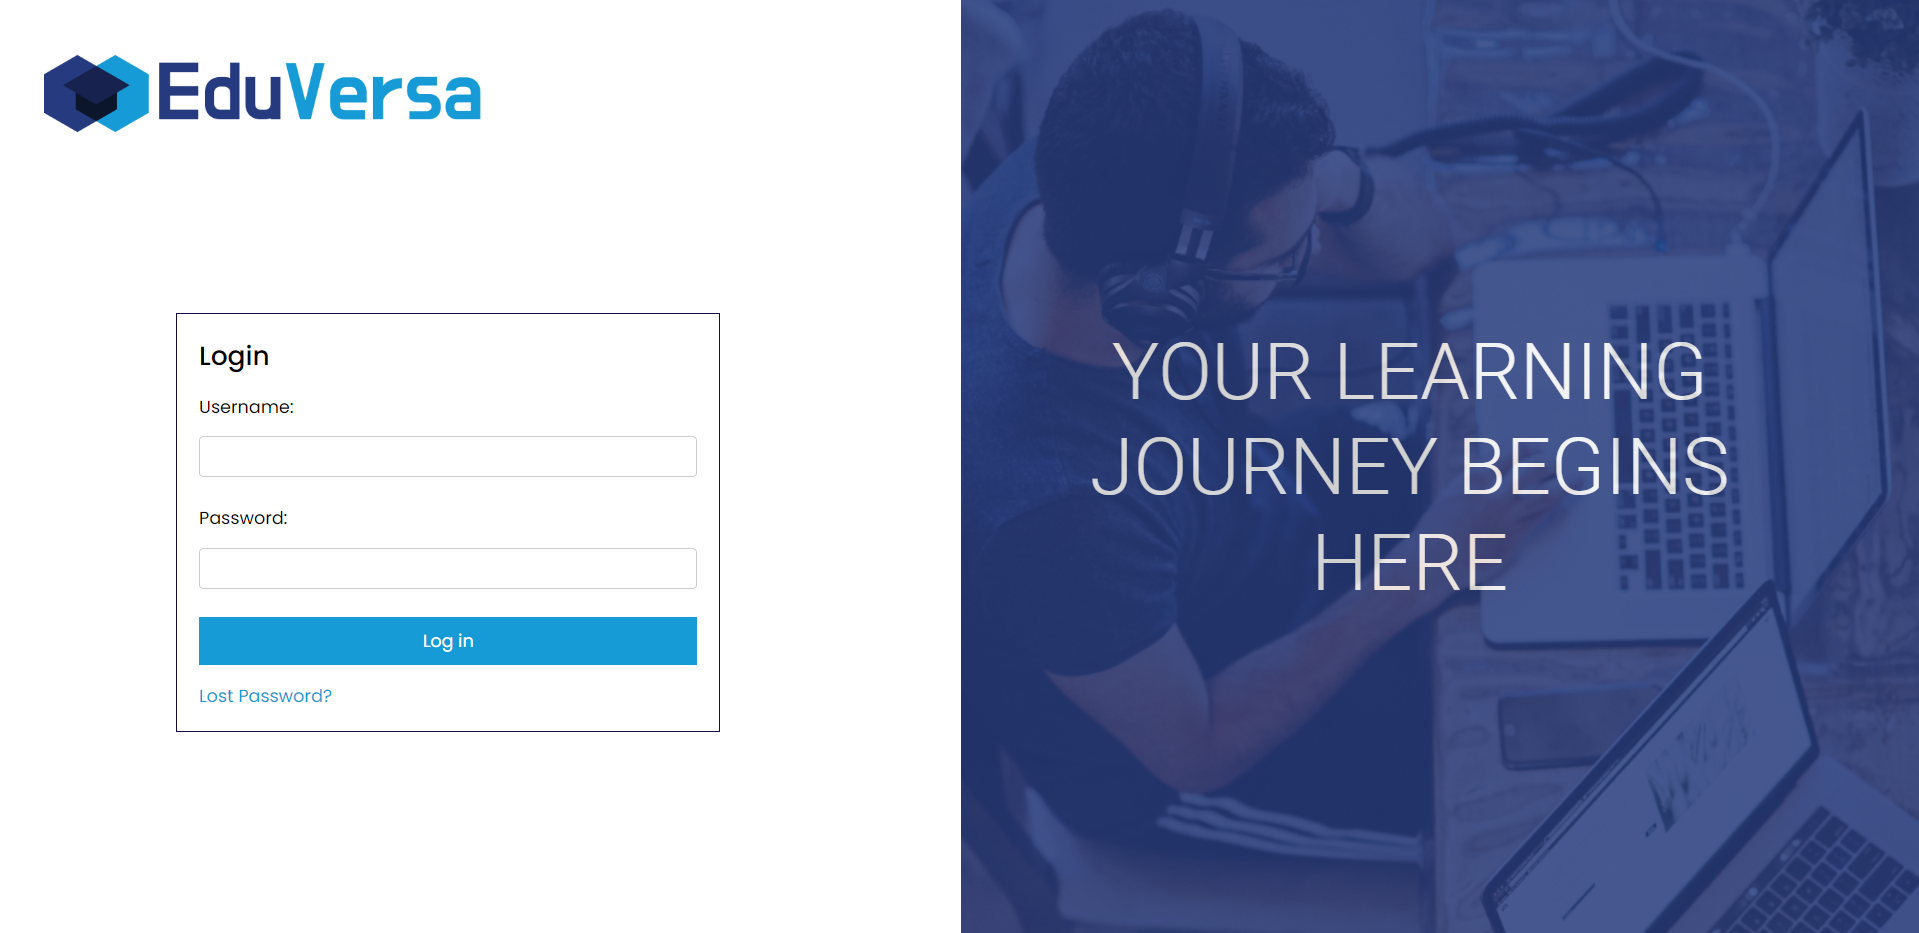 EduVersa
Login
Username:
Password:
Log in
Lost Password?
YOUR LEARNING
JOURNEY BEGINS
HERE